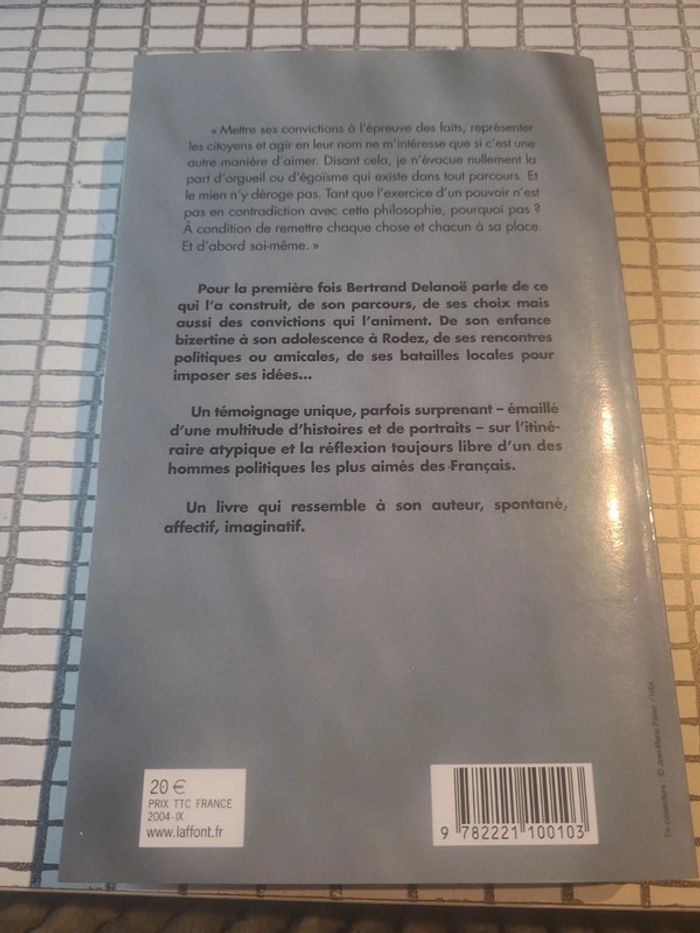 « Mettre ses convictions à l'épreuve des faits, représenter
les citoyens et agir en leur nom ne m'intéresse que si c'est une
autre manière d'aimer. Disant cela, je n'évacue nullement la
part d'orgueil ou d'égoïsme qui existe dans tout parcours. Et
le mien n'y déroge pas. Tant que l'exercice d'un pouvoir n'est
pas en contradiction avec cette philosophie, pourquoi pas ?
À condition de remettre chaque chose et chacun à sa place.
Et d'abord soi-même. »
Pour la première fois Bertrand Delanoë parle de ce
qui l'a construit, de son parcours, de ses choix mais
aussi des convictions qui l'animent. De son enfance
bizertine à son adolescence à Rodez, de ses rencontres
politiques ou amicales, de ses batailles locales pour
imposer ses idées...
Un témoignage unique, parfois surprenant – émaillé
d'une multitude d'histoires et de portraits – sur l'itiné-
raire atypique et la réflexion toujours libre d'un des
hommes politiques les plus aimés des Français.
Un livre qui ressemble à son auteur, spontané,
affectif, imaginatif.
20 €
PRIX TTC FRANCE
2004-IX
www.laffont.fr
9 782221 100103
En couverture : © Jean-Marie Périer / H&K